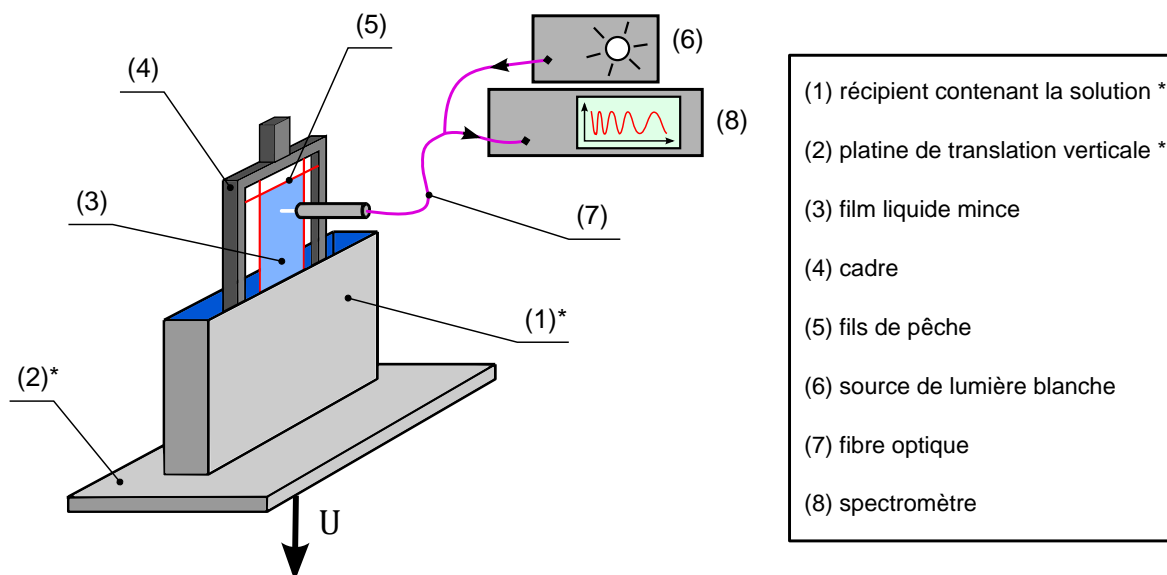 (5)
(6)
(4)
(8)
(3)
(7)
(1)*
(2)*
U
(1) récipient contenant la solution *
(2) platine de translation verticale *
(3) film liquide mince
(4) cadre
(5) fils de pêche
(6) source de lumière blanche
(7) fibre optique
(8) spectromètre